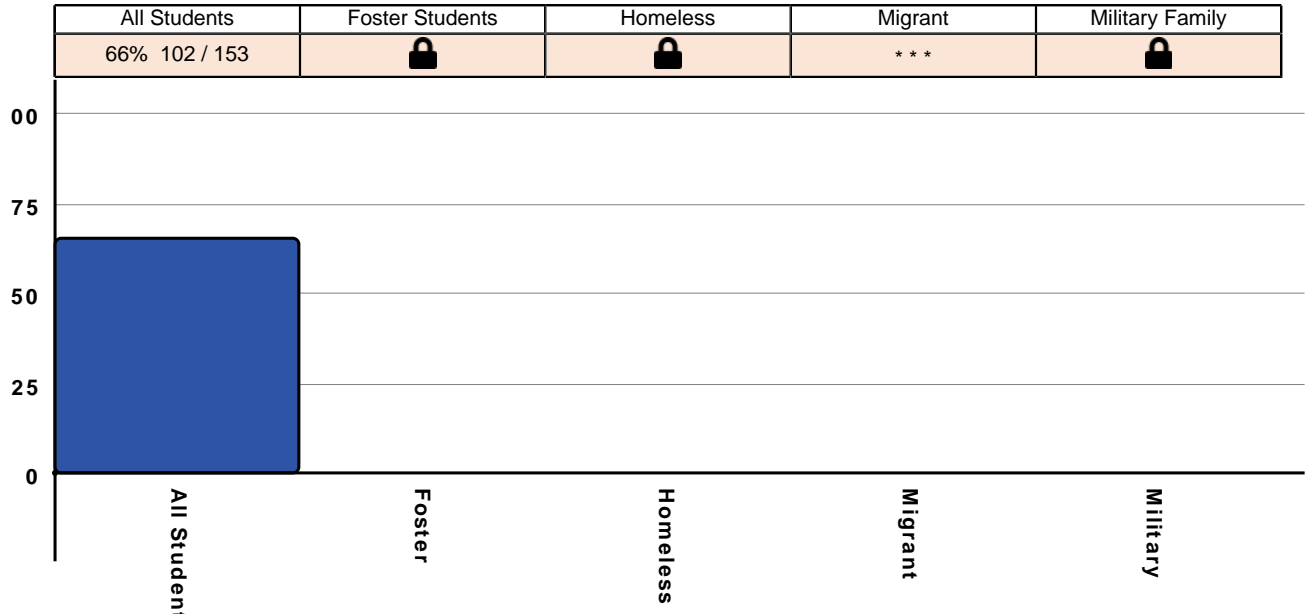 All Students Foster Students Homeless Migrant Military Family
66% 102 / 153 * * *
00
75
50
25
0
All Student
Foster
Homeless
Migrant
Military